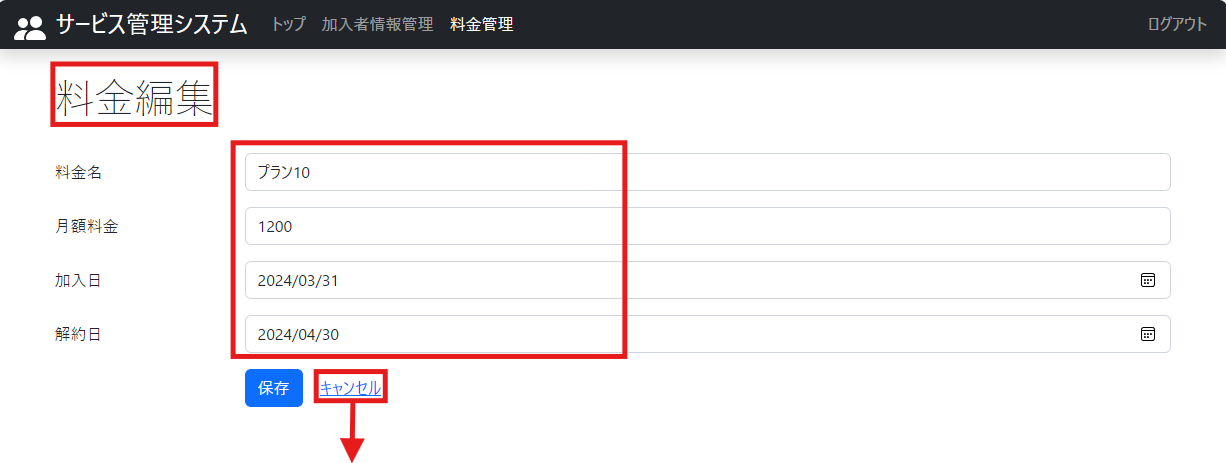 サービス管理システム トップ 加入者情報管理 料金管理 ログアウト
料金編集
料金名 プラン10
月額料金 1200
加入日 2024/03/31
解約日 2024/04/30
保存 キャンセル